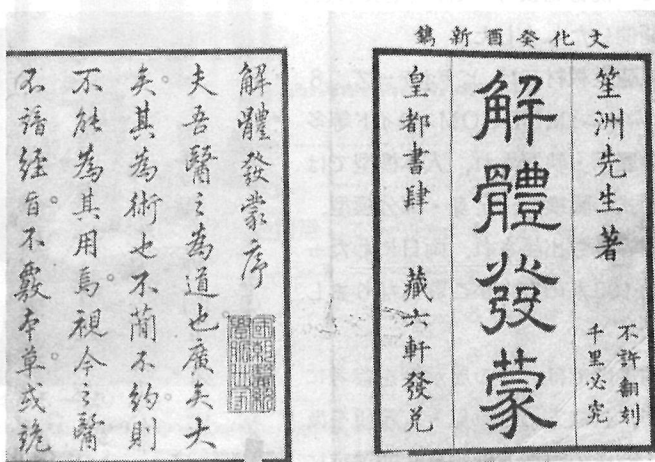 文化癸酉新鐫
笙洲先生著
不許翻刻
千里必究
解體發蒙
皇都書肆 藏六軒發兌
解體發蒙序
夫吾醫之為道也廣矣大
矣其為術也不簡不約則
不能為其用焉視今之醫
不諳經旨不覈本草或詭